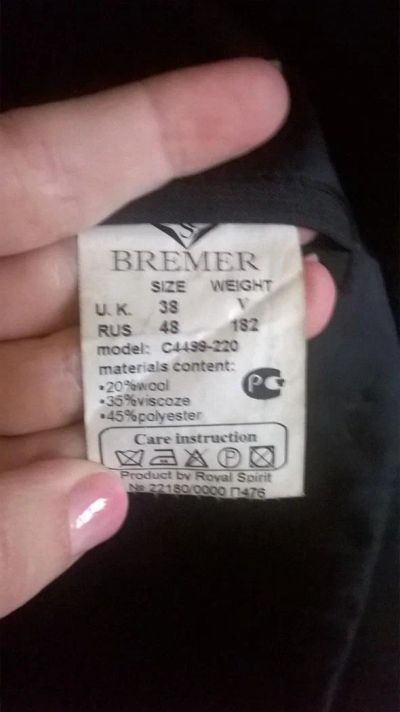 BREMER
SIZE WEIGHT
U. K. 38 V
RUS 48 182
model: C4499-220
materials content:
•20%wool
•35%viscoze
•45%polyester
Care instruction
P
Product by Royal Spirit
№ 22180/0000 П476